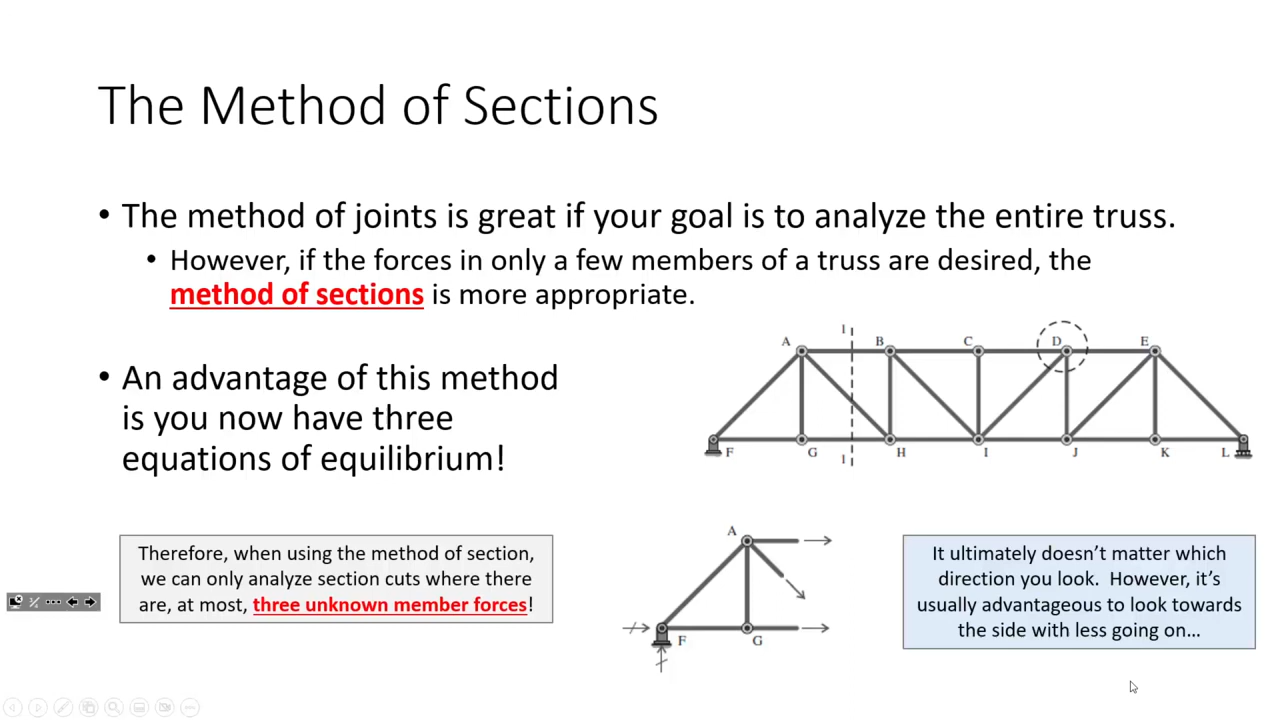 The Method of Sections
• The method of joints is great if your goal is to analyze the entire truss.
• However, if the forces in only a few members of a truss are desired, the
method of sections is more appropriate.
• An advantage of this method
is you now have three
equations of equilibrium!
1
A B C D E
F G H I J K L
1
Therefore, when using the method of section,
we can only analyze section cuts where there
are, at most, three unknown member forces!
A
F G
It ultimately doesn’t matter which
direction you look. However, it’s
usually advantageous to look towards
the side with less going on…